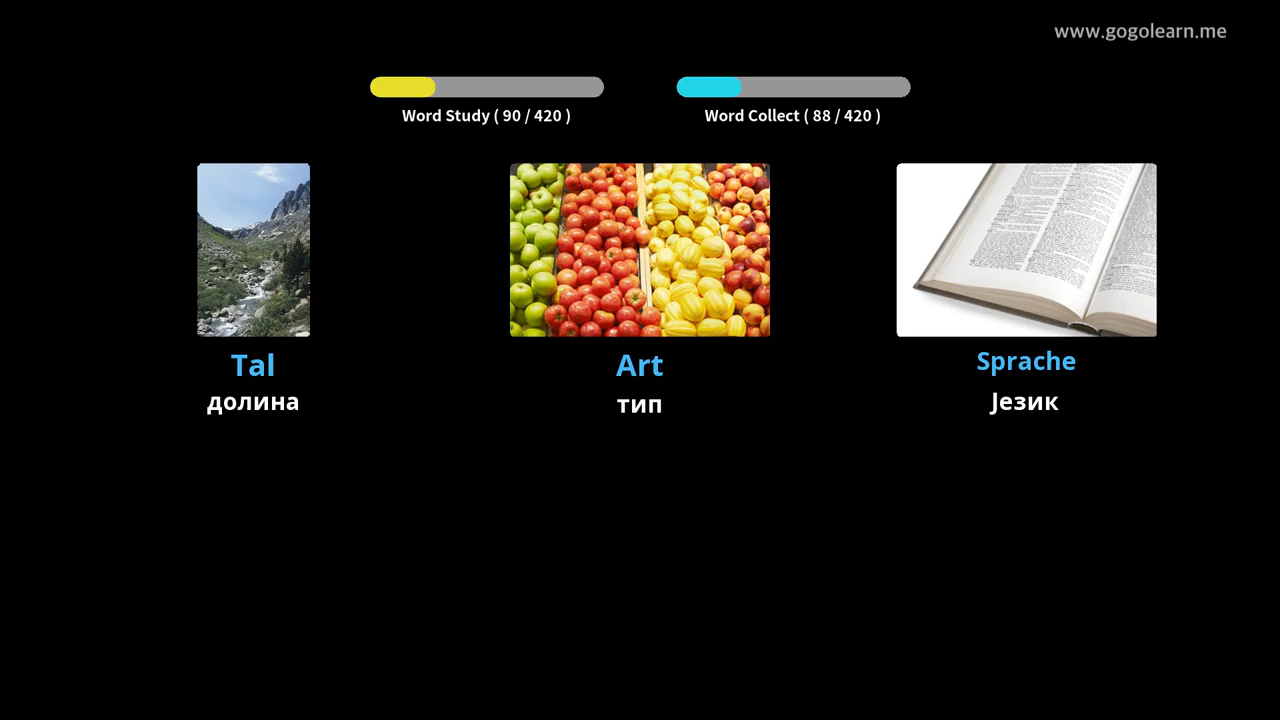 www.gogolearn.me
Word Study ( 90 / 420 )
Word Collect ( 88 / 420 )
Tal
Art
Sprache
долина
тип
Језик